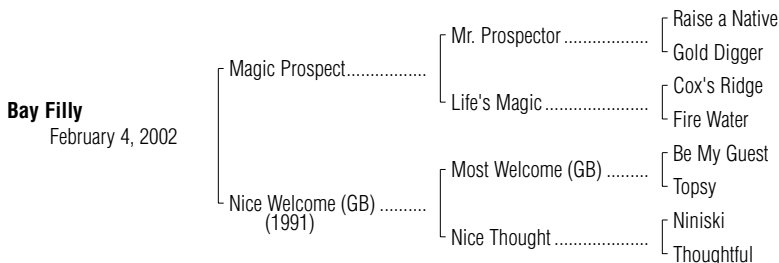 Raise a Native
Mr. Prospector ..................
Gold Digger
Magic Prospect.................
Cox's Ridge
Life's Magic ......................
Fire Water
Bay Filly
February 4, 2002
Be My Guest
Most Welcome (GB) .........
Topsy
Nice Welcome (GB) ..........
(1991)
Niniski
Nice Thought ....................
Thoughtful